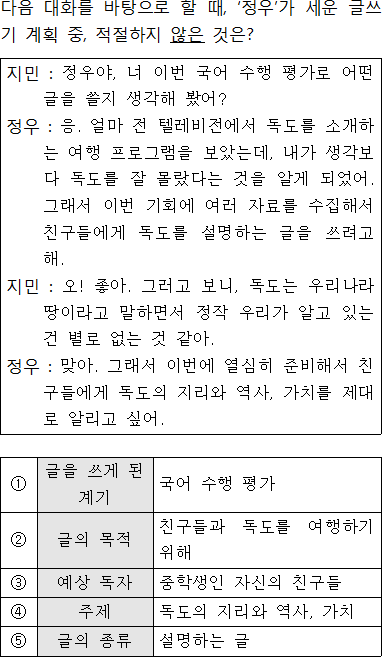 다음 대화를 바탕으로 할 때, '정우'가 세운 글쓰
기 계획 중, 적절하지 않은 것은?
지민 : 정우야, 너 이번 국어 수행 평가로 어떤
글을 쓸지 생각해 봤어?
정우 : 응. 얼마 전 텔레비전에서 독도를 소개하
는 여행 프로그램을 보았는데, 내가 생각보
다 독도를 잘 몰랐다는 것을 알게 되었어.
그래서 이번 기회에 여러 자료를 수집해서
친구들에게 독도를 설명하는 글을 쓰려고
해.
지민 : 오! 좋아. 그러고 보니, 독도는 우리나라
땅이라고 말하면서 정작 우리가 알고 있는
건 별로 없는 것 같아.
정우 : 맞아. 그래서 이번에 열심히 준비해서 친
구들에게 독도의 지리와 역사, 가치를 제대
로 알리고 싶어.
① 글을 쓰게 된 계기 국어 수행 평가
② 글의 목적 친구들과 독도를 여행하기
위해
③ 예상 독자 중학생인 자신의 친구들
④ 주제 독도의 지리와 역사, 가치
⑤ 글의 종류 설명하는 글